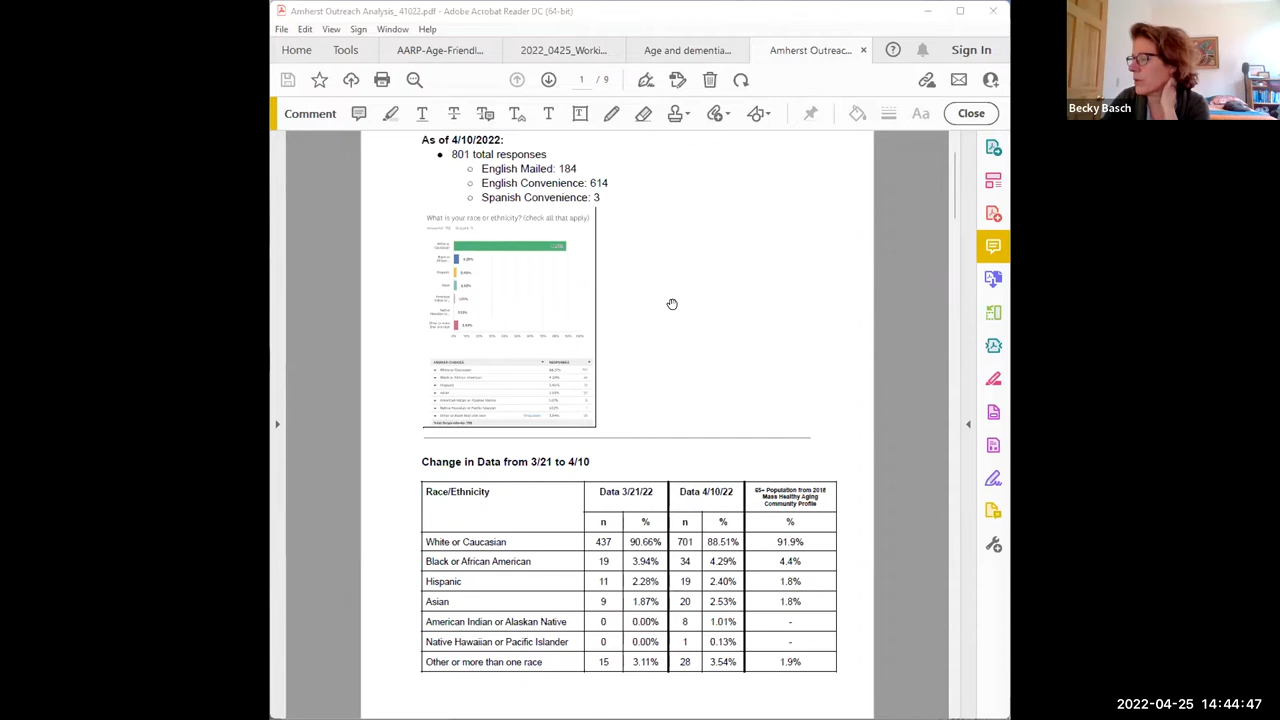 Amherst Outreach Analysis_ 41022.pdf - Adobe Acrobat Reader DC (64-bit)
File Edit View Sign Window Help
Home Tools AARP-Age-Friendl... 2022_0425_Worki... Age and dementia... Amherst Outreac... × Sign In
1 / 9
Comment Close
Becky Basch
As of 4/10/2022:
801 total responses
English Mailed: 184
English Convenience: 614
Spanish Convenience: 3
What is your race or ethnicity? (check all that apply)
Change in Data from 3/21 to 4/10
Race/Ethnicity Data 3/21/22 Data 4/10/22 65+ Population from 2018 Mass Healthy Aging Community Profile
n % n % %
White or Caucasian 437 90.66% 701 88.51% 91.9%
Black or African American 19 3.94% 34 4.29% 4.4%
Hispanic 11 2.28% 19 2.40% 1.8%
Asian 9 1.87% 20 2.53% 1.8%
American Indian or Alaskan Native 0 0.00% 8 1.01% -
Native Hawaiian or Pacific Islander 0 0.00% 1 0.13% -
Other or more than one race 15 3.11% 28 3.54% 1.9%
2022-04-25 14:44:47